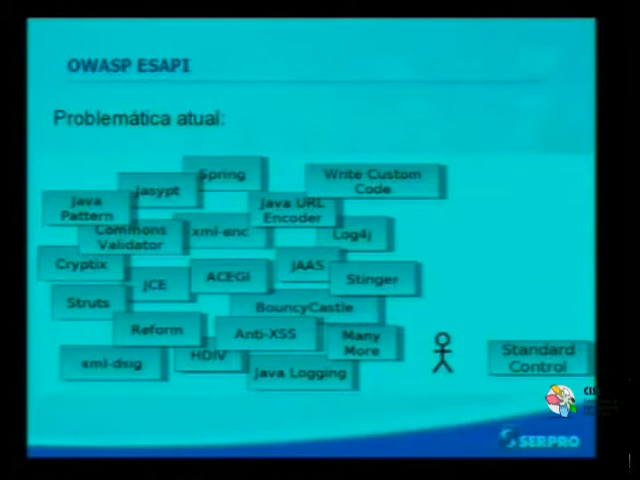 OWASP ESAPI
Problemática atual:
Spring
Write Custom
Code
Jasypt
Java
Pattern
Java URL
Encoder
Commons
Validator
xml-enc
Log4j
Cryptix
JCE
ACEGI
JAAS
Stinger
Struts
BouncyCastle
Reform
Anti-XSS
Many
More
xml-dsig
HDIV
Java Logging
Standard
Control
SERPRO